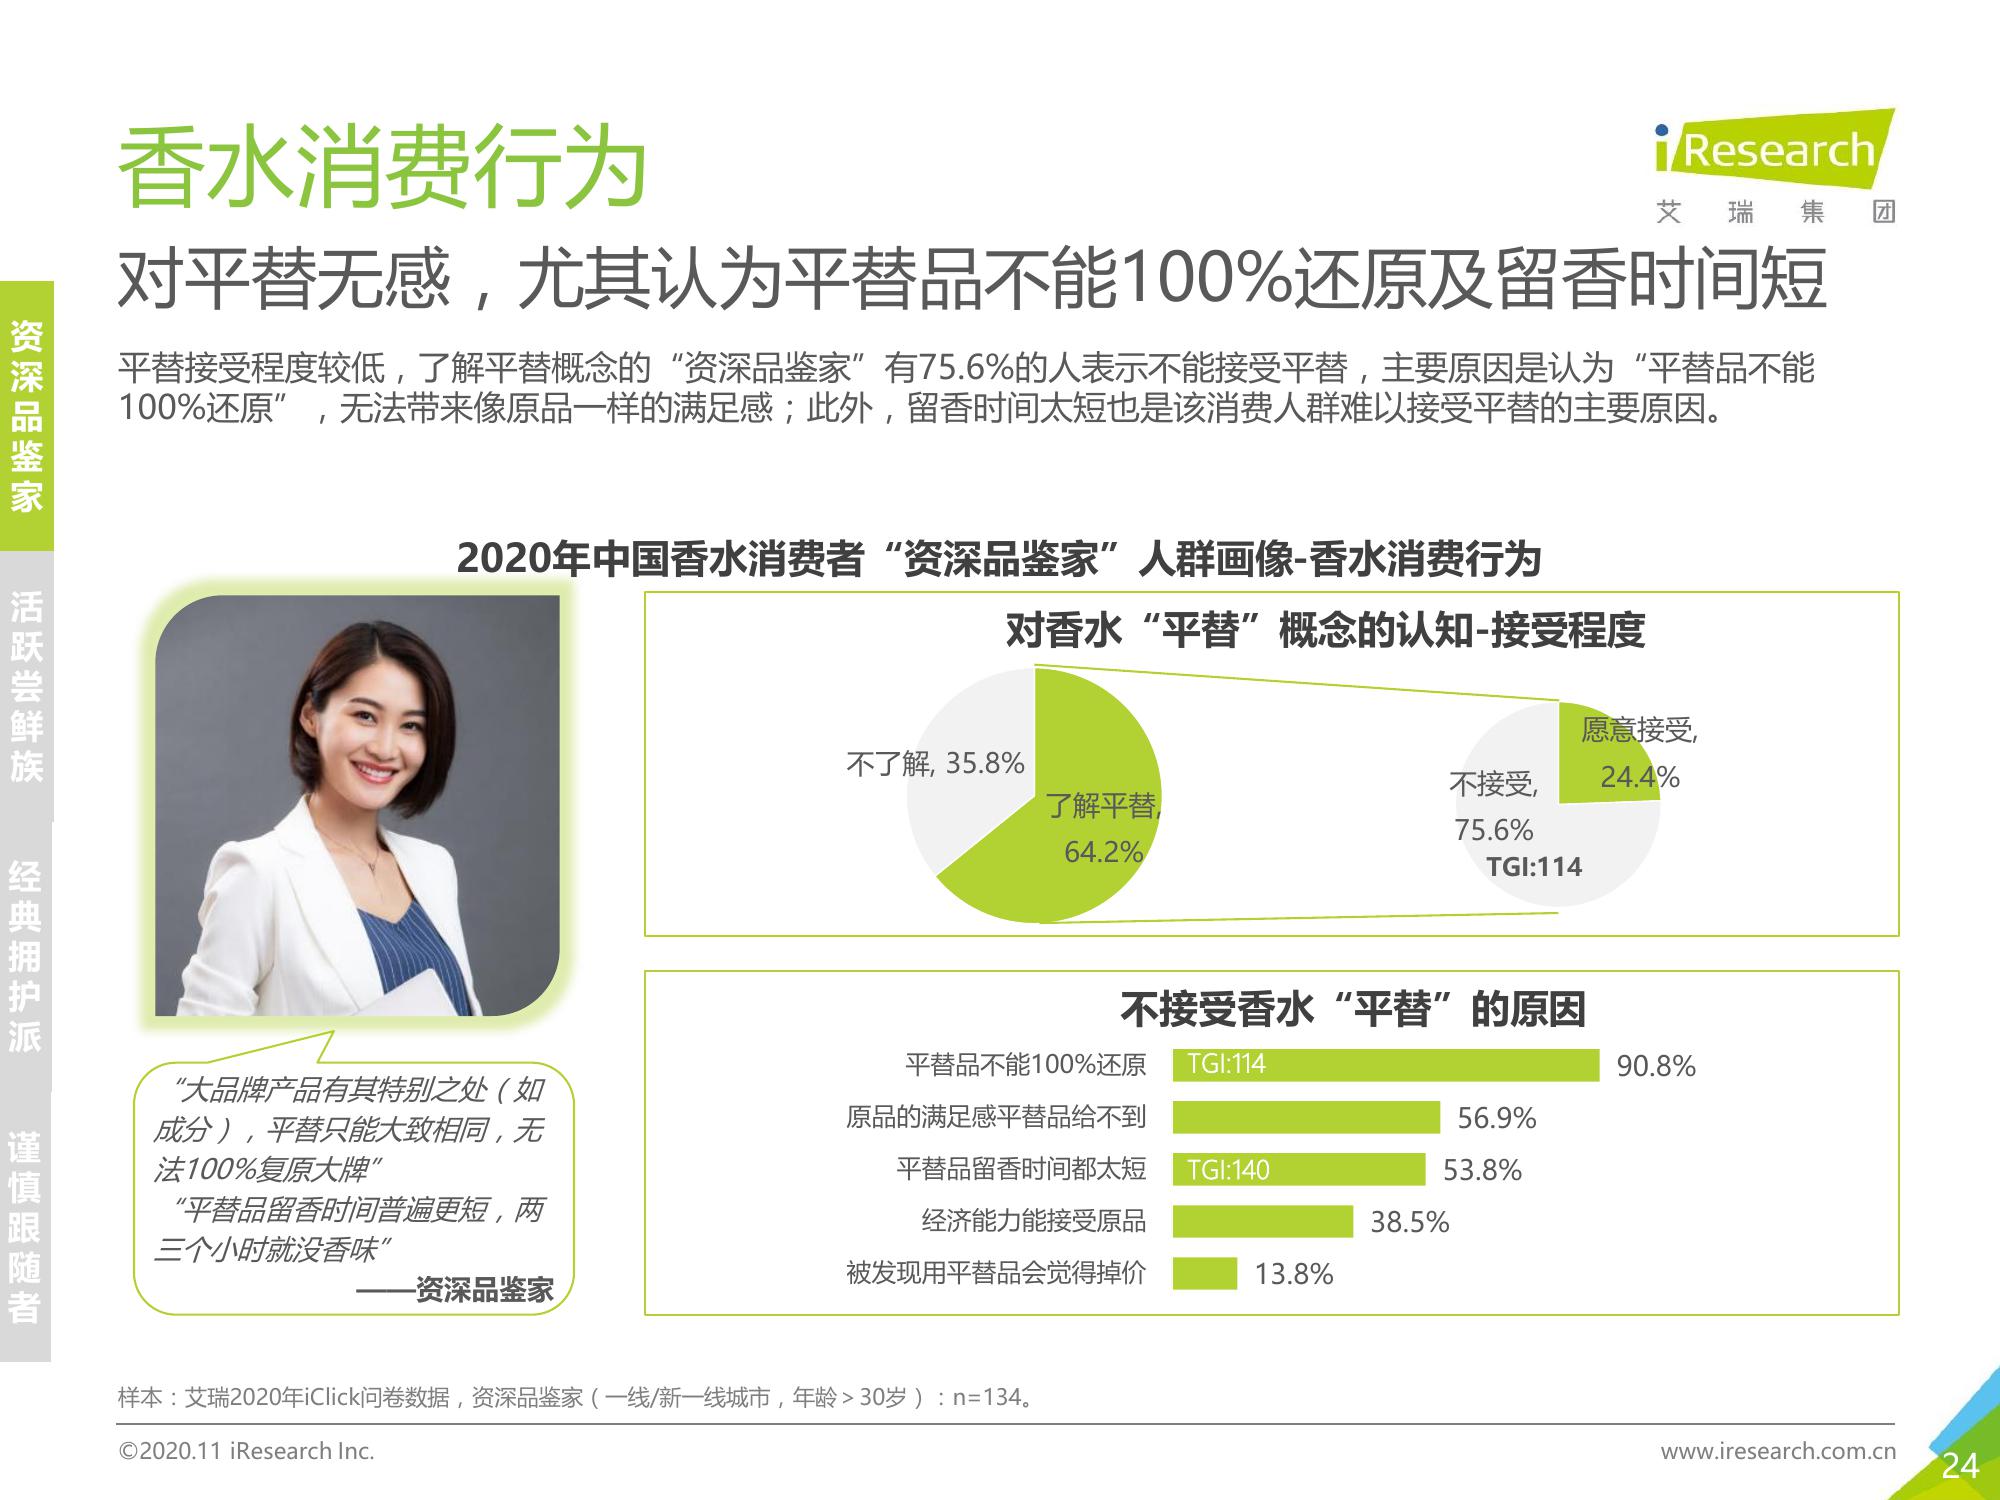 香水消费行为
iResearch
艾瑞集团
对平替无感，尤其认为平替品不能100%还原及留香时间短
平替接受程度较低，了解平替概念的“资深品鉴家”有75.6%的人表示不能接受平替，主要原因是认为“平替品不能
100%还原”，无法带来像原品一样的满足感；此外，留香时间太短也是该消费人群难以接受平替的主要原因。
资深品鉴家
活跃尝鲜族
经典拥护派
谨慎跟随者
2020年中国香水消费者“资深品鉴家”人群画像-香水消费行为
对香水“平替”概念的认知-接受程度
不了解, 35.8%
了解平替,
64.2%
愿意接受,
24.4%
不接受,
75.6%
TGI:114
“大品牌产品有其特别之处（如
成分），平替只能大致相同，无
法100%复原大牌”
“平替品留香时间普遍更短，两
三个小时就没香味”
——资深品鉴家
不接受香水“平替”的原因
平替品不能100%还原 TGI:114 90.8%
原品的满足感平替品给不到 56.9%
平替品留香时间都太短 TGI:140 53.8%
经济能力能接受原品 38.5%
被发现用平替品会觉得掉价 13.8%
样本：艾瑞2020年iClick问卷数据，资深品鉴家（一线/新一线城市，年龄＞30岁）：n=134。
©2020.11 iResearch Inc.
www.iresearch.com.cn
24